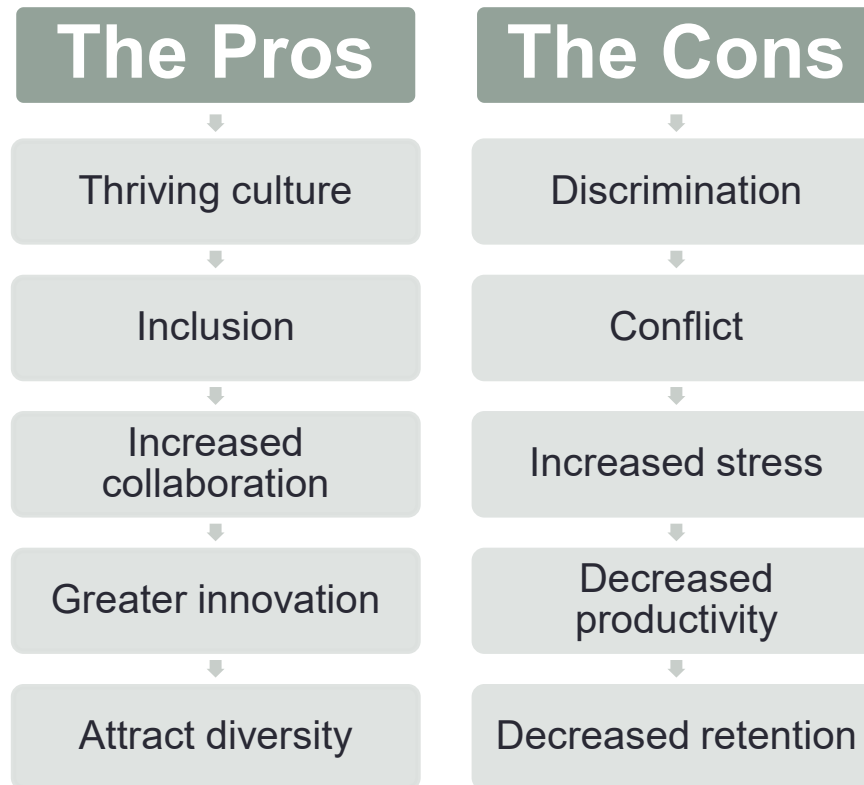 The Pros
Thriving culture
Inclusion
Increased
collaboration
Greater innovation
Attract diversity
The Cons
Discrimination
Conflict
Increased stress
Decreased
productivity
Decreased retention